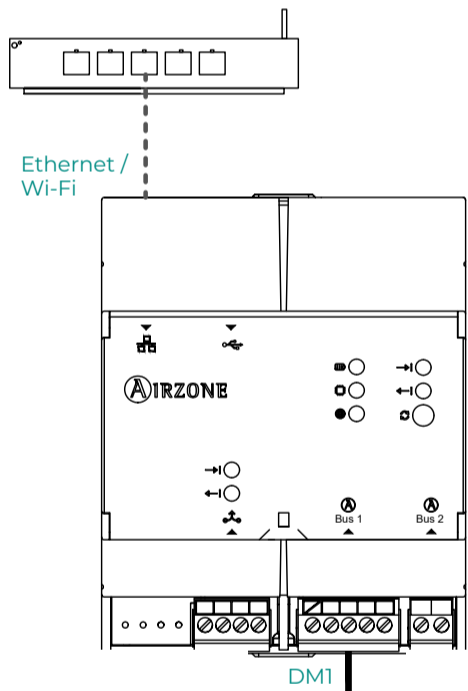 Ethernet /
Wi-Fi
AIRZONE
Bus 1
Bus 2
DM1